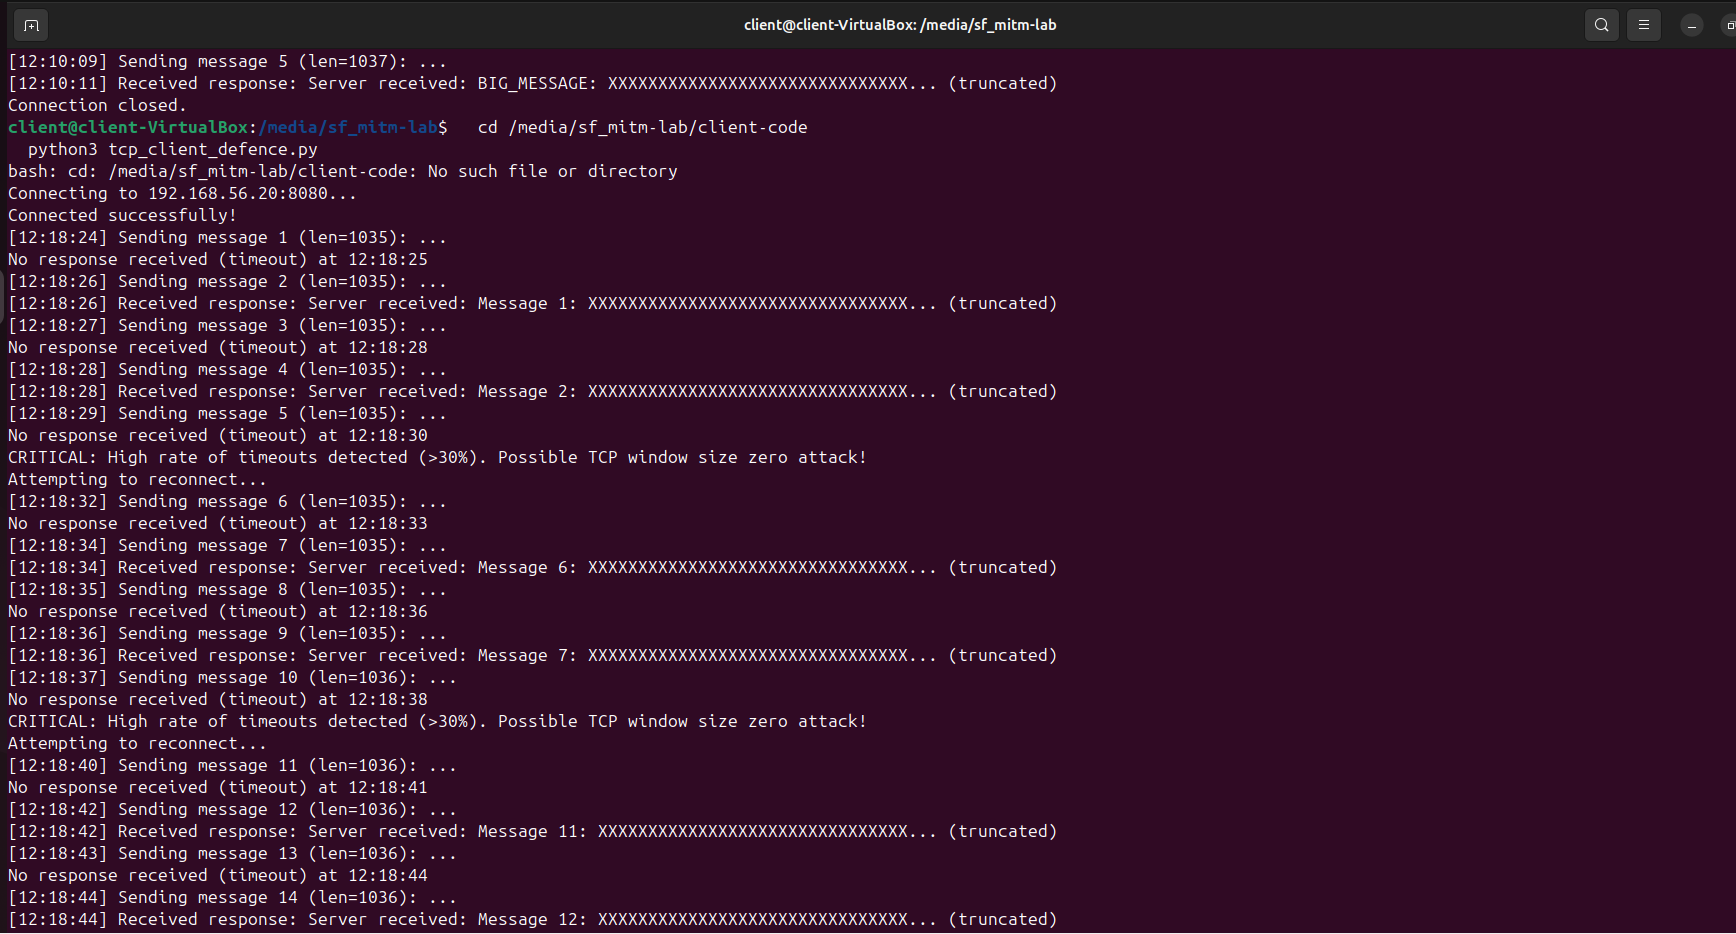 client@client-VirtualBox: /media/sf_mitm-lab
[12:10:09] Sending message 5 (len=1037): ...
[12:10:11] Received response: Server received: BIG_MESSAGE: XXXXXXXXXXXXXXXXXXXXXXXXXXXXXX... (truncated)
Connection closed.
client@client-VirtualBox:/media/sf_mitm-lab$   cd /media/sf_mitm-lab/client-code
  python3 tcp_client_defence.py
bash: cd: /media/sf_mitm-lab/client-code: No such file or directory
Connecting to 192.168.56.20:8080...
Connected successfully!
[12:18:24] Sending message 1 (len=1035): ...
No response received (timeout) at 12:18:25
[12:18:26] Sending message 2 (len=1035): ...
[12:18:26] Received response: Server received: Message 1: XXXXXXXXXXXXXXXXXXXXXXXXXXXXXXXX... (truncated)
[12:18:27] Sending message 3 (len=1035): ...
No response received (timeout) at 12:18:28
[12:18:28] Sending message 4 (len=1035): ...
[12:18:28] Received response: Server received: Message 2: XXXXXXXXXXXXXXXXXXXXXXXXXXXXXXXX... (truncated)
[12:18:29] Sending message 5 (len=1035): ...
No response received (timeout) at 12:18:30
CRITICAL: High rate of timeouts detected (>30%). Possible TCP window size zero attack!
Attempting to reconnect...
[12:18:32] Sending message 6 (len=1035): ...
No response received (timeout) at 12:18:33
[12:18:34] Sending message 7 (len=1035): ...
[12:18:34] Received response: Server received: Message 6: XXXXXXXXXXXXXXXXXXXXXXXXXXXXXXXX... (truncated)
[12:18:35] Sending message 8 (len=1035): ...
No response received (timeout) at 12:18:36
[12:18:36] Sending message 9 (len=1035): ...
[12:18:36] Received response: Server received: Message 7: XXXXXXXXXXXXXXXXXXXXXXXXXXXXXXXX... (truncated)
[12:18:37] Sending message 10 (len=1036): ...
No response received (timeout) at 12:18:38
CRITICAL: High rate of timeouts detected (>30%). Possible TCP window size zero attack!
Attempting to reconnect...
[12:18:40] Sending message 11 (len=1036): ...
No response received (timeout) at 12:18:41
[12:18:42] Sending message 12 (len=1036): ...
[12:18:42] Received response: Server received: Message 11: XXXXXXXXXXXXXXXXXXXXXXXXXXXXXXX... (truncated)
[12:18:43] Sending message 13 (len=1036): ...
No response received (timeout) at 12:18:44
[12:18:44] Sending message 14 (len=1036): ...
[12:18:44] Received response: Server received: Message 12: XXXXXXXXXXXXXXXXXXXXXXXXXXXXXXX... (truncated)